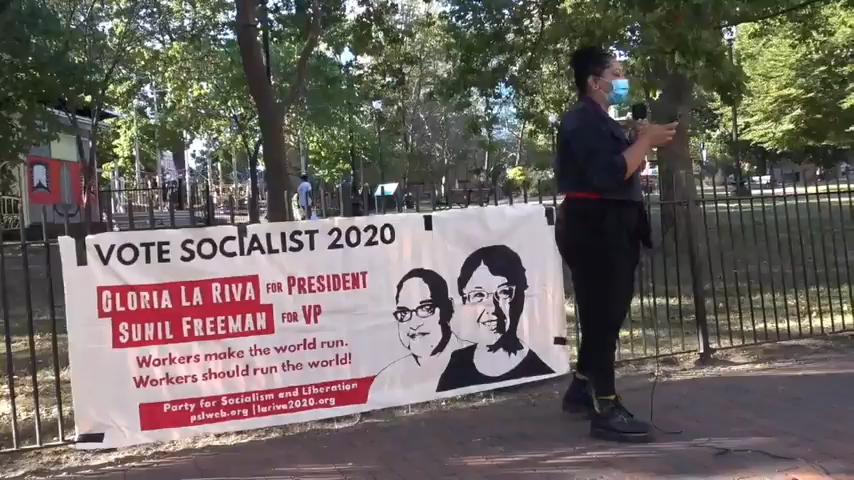 VOTE SOCIALIST 2020
GLORIA LA RIVA FOR PRESIDENT
SUNIL FREEMAN FOR VP
WORKERS MAKE THE WORLD RUN.
WORKERS SHOULD RUN THE WORLD!
Party for Socialism and Liberation
pslweb.org | lariva2020.org